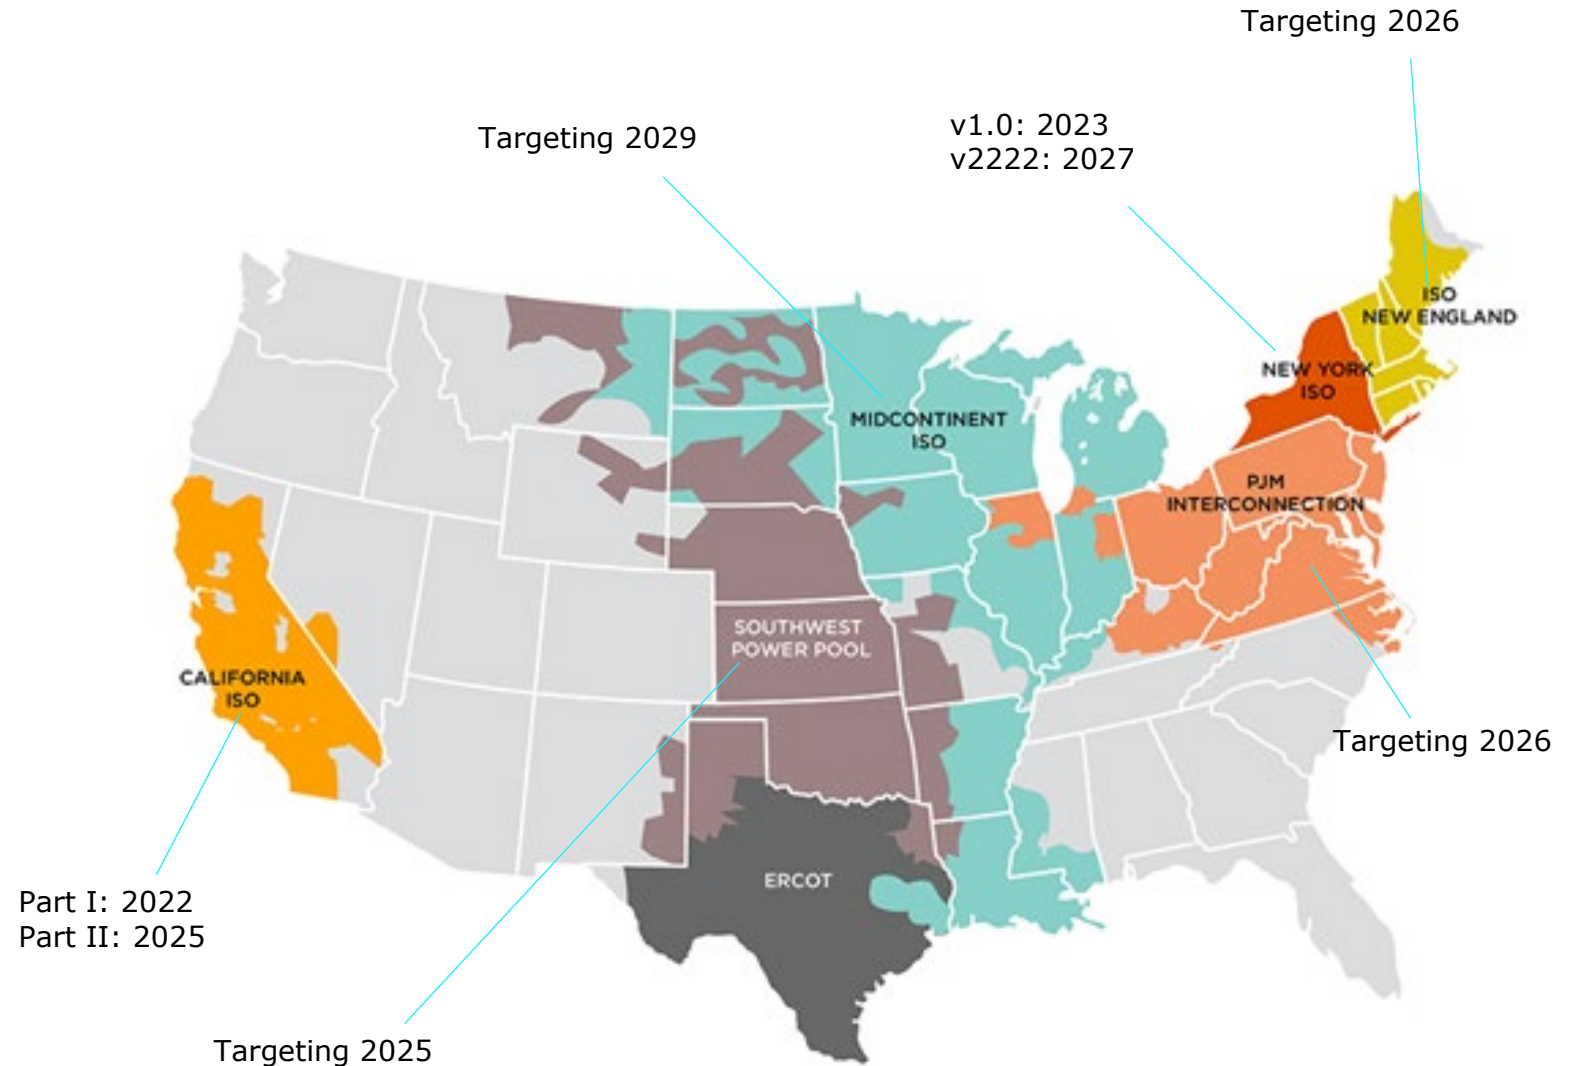 Targeting 2026
v1.0: 2023
v2222: 2027
Targeting 2029
ISO
NEW ENGLAND
NEW YORK
ISO
MIDCONTINENT
ISO
PJM
INTERCONNECTION
SOUTHWEST
POWER POOL
CALIFORNIA
ISO
Targeting 2026
ERCOT
Part I: 2022
Part II: 2025
Targeting 2025